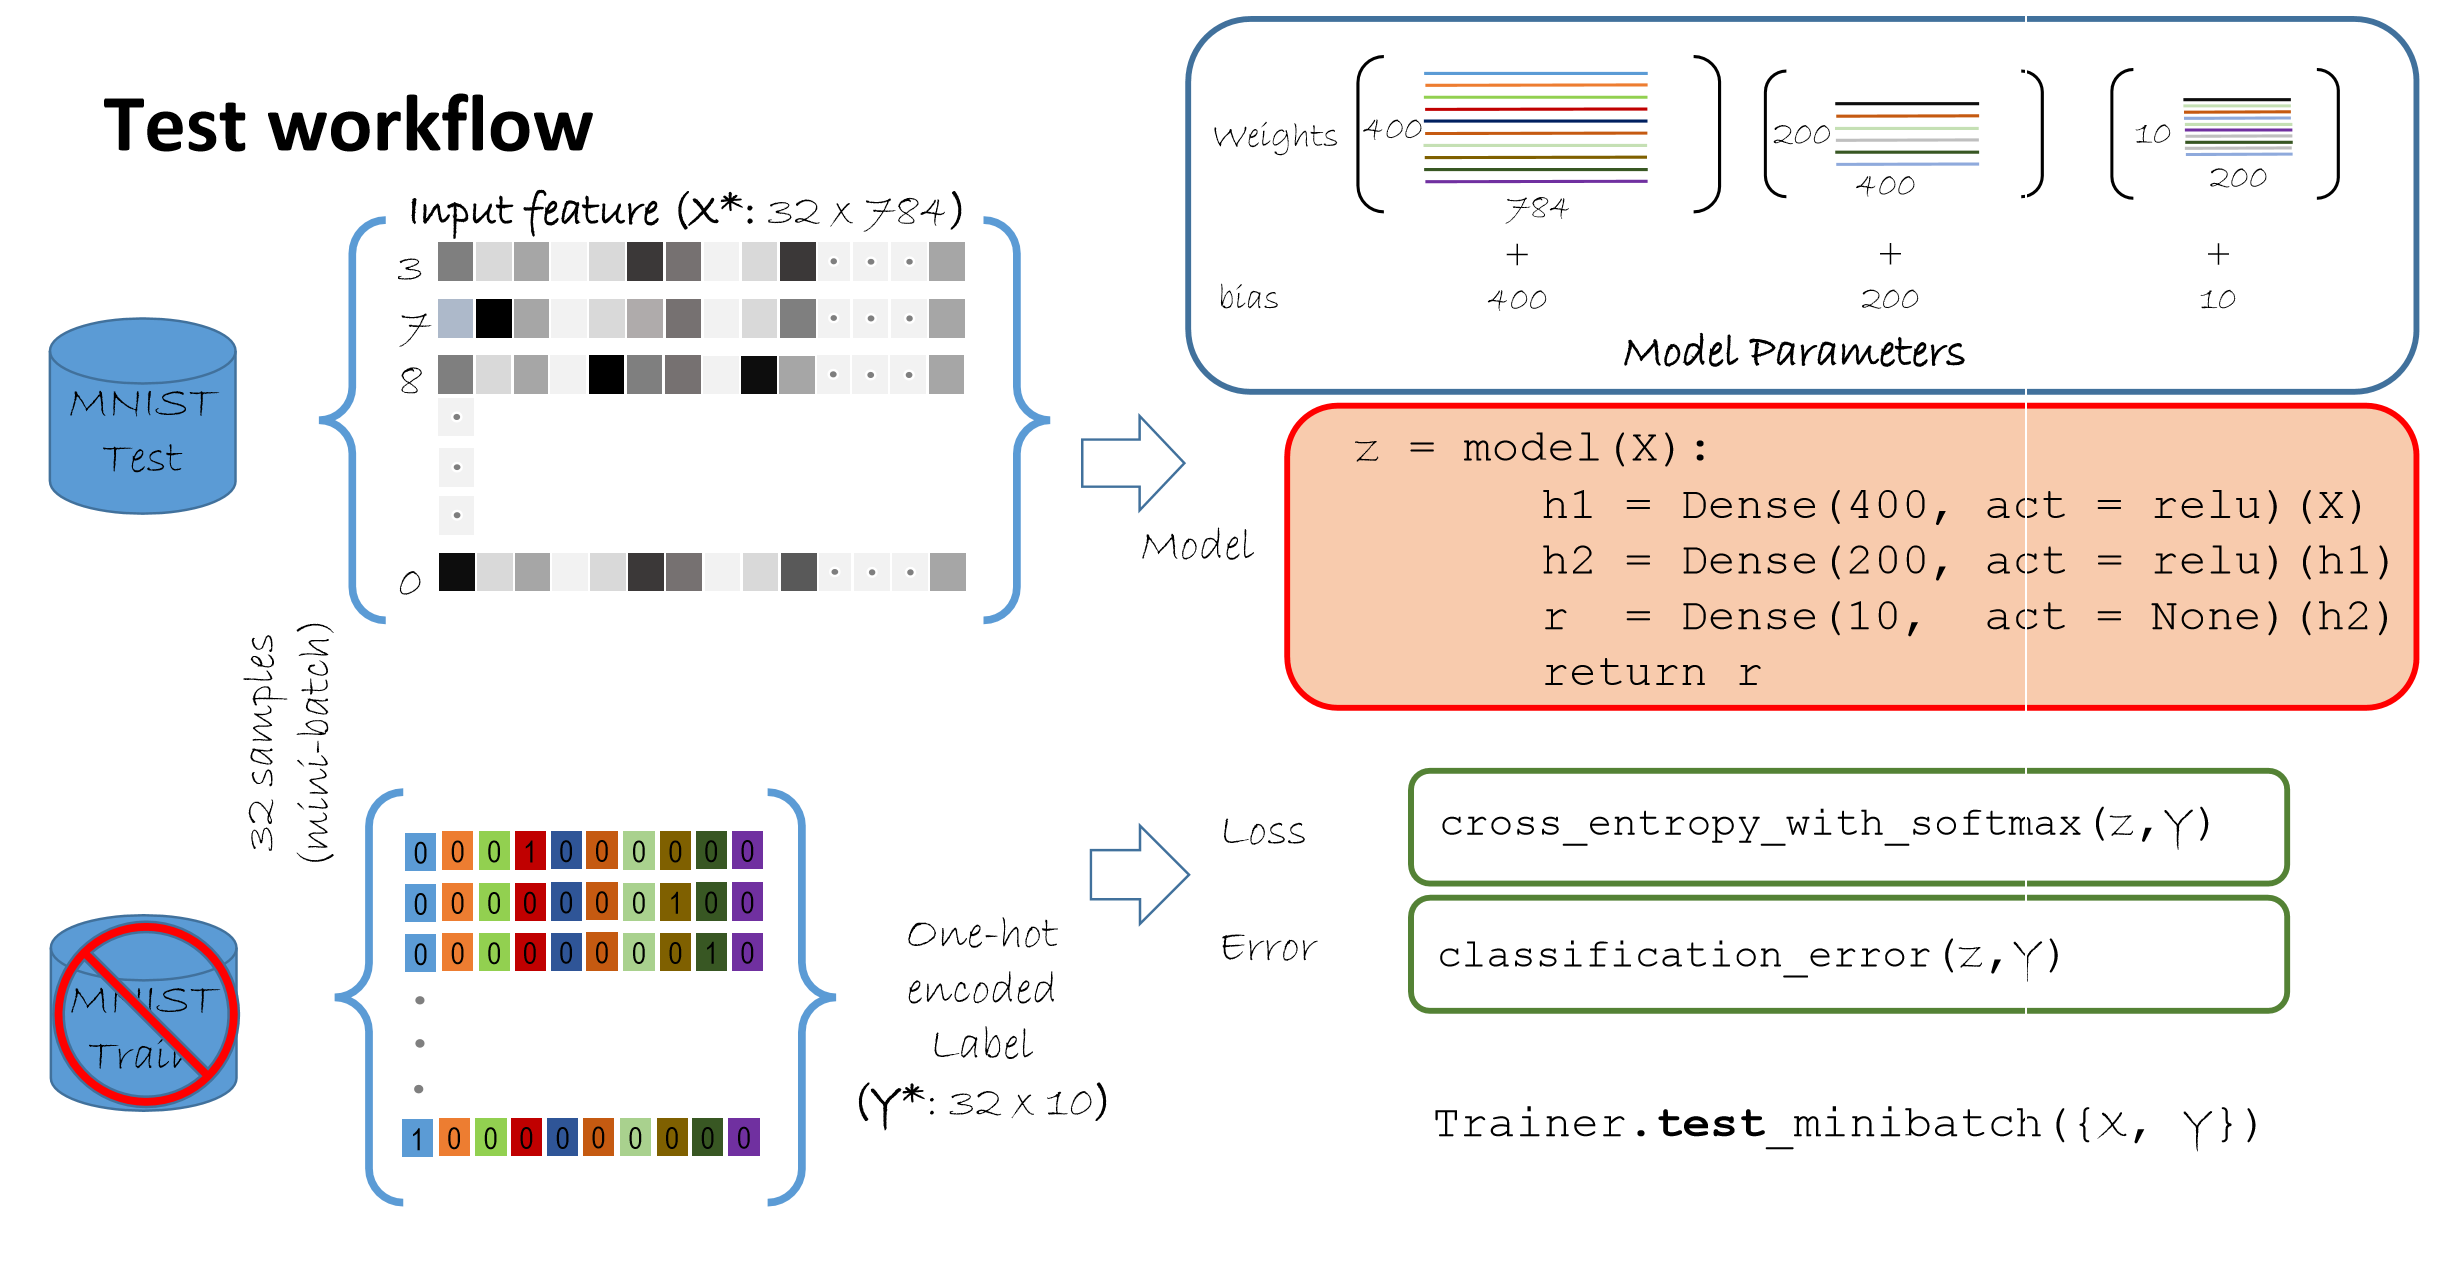 Test workflow
Input feature (X*: 32 X 784)
3
7
8
0
MNIST
Test
32 samples
(mini-batch)
MNIST
Train
0 0 0 1 0 0 0 0 0 0
0 0 0 0 0 0 0 1 0 0
0 0 0 0 0 0 0 0 1 0
1 0 0 0 0 0 0 0 0 0
One-hot
encoded
Label
(Y*: 32 X 10)
Weights
400
784
200
400
10
200
+ + +
bias 400 200 10
Model Parameters
Model
z = model(X):
h1 = Dense(400, act = relu)(X)
h2 = Dense(200, act = relu)(h1)
r = Dense(10, act = None)(h2)
return r
Loss
cross_entropy_with_softmax(z,Y)
Error
classification_error(z,Y)
Trainer.test_minibatch({X, Y})